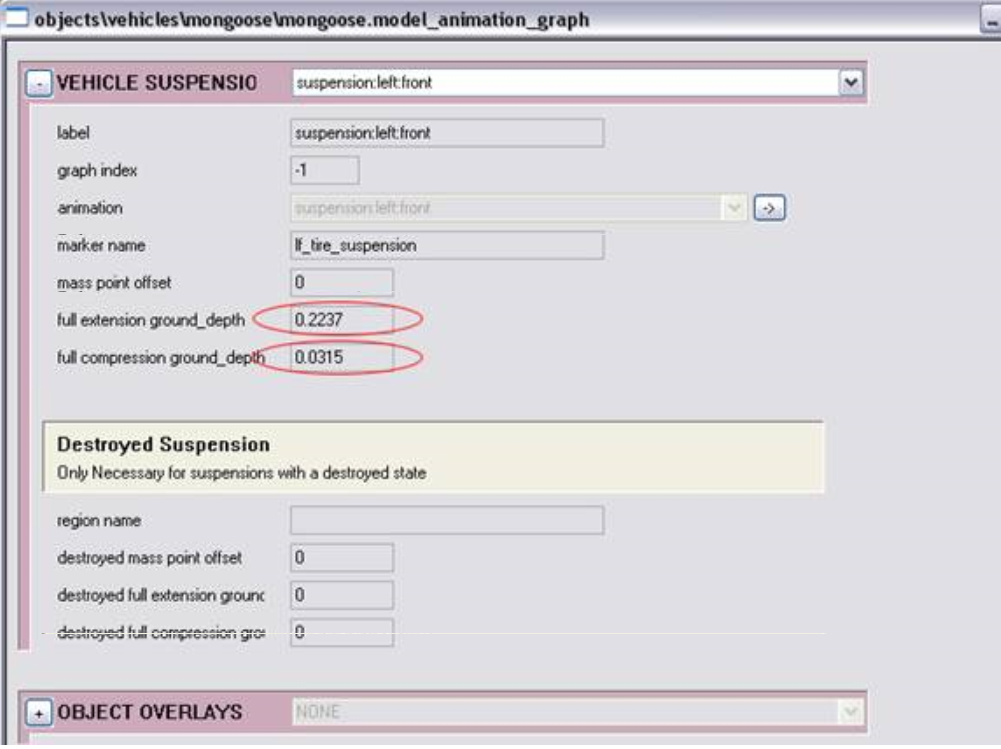 objects\vehicles\mongoose\mongoose.model_animation_graph
- VEHICLE SUSPENSIO suspension:left:front
label suspension:left:front
graph index -1
animation suspension:left:front ->
marker name lf_tire_suspension
mass point offset 0
full extension ground_depth 0.2237
full compression ground_depth 0.0315
Destroyed Suspension
Only Necessary for suspensions with a destroyed state
region name
destroyed mass point offset 0
destroyed full extension ground 0
destroyed full compression gro 0
+ OBJECT OVERLAYS NONE